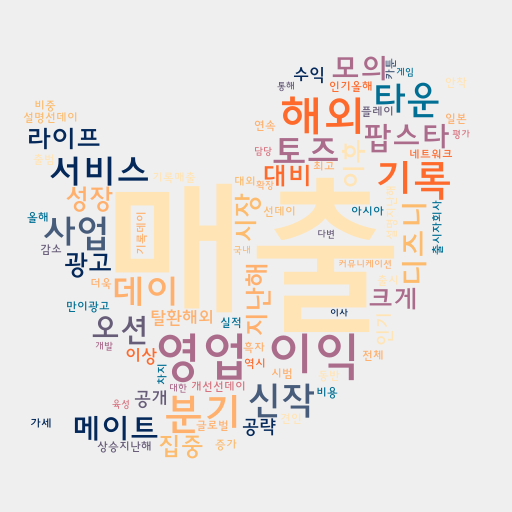 카톤
모의 게임
수익
통해 인기올해
비중
설명선데이
해외 타운
플레이
연속 일본
라이프 토즈 팝스타 평가
담당 이후 네트워크
서비스 대비 최고 기록
대외 확장
성장 매출
올해 시장 선데이 아시아
사업 기록데이 디즈니 출시자회사
다변
감소 국내
광고 커뮤니케이션
더욱 데이 지난해 크게
만이광고 탈환해외 이사
오션 실적 인기
개발 흑자
이상 영업 이익 전체
역시
차지 시범
대한 개선선데이
공개 신작 비용
육성 분기
가세 메이트 글로벌 공략
상승지난해 집중 증가